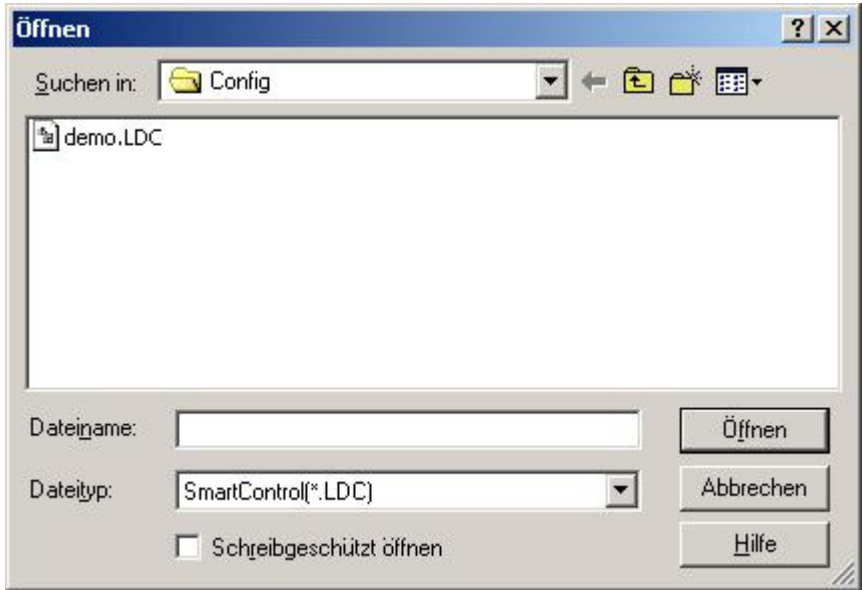 Öffnen
Suchen in: Config
demo.LDC
Dateiname: Öffnen
Dateityp: SmartControl(*.LDC) Abbrechen
Schreibgeschützt öffnen Hilfe